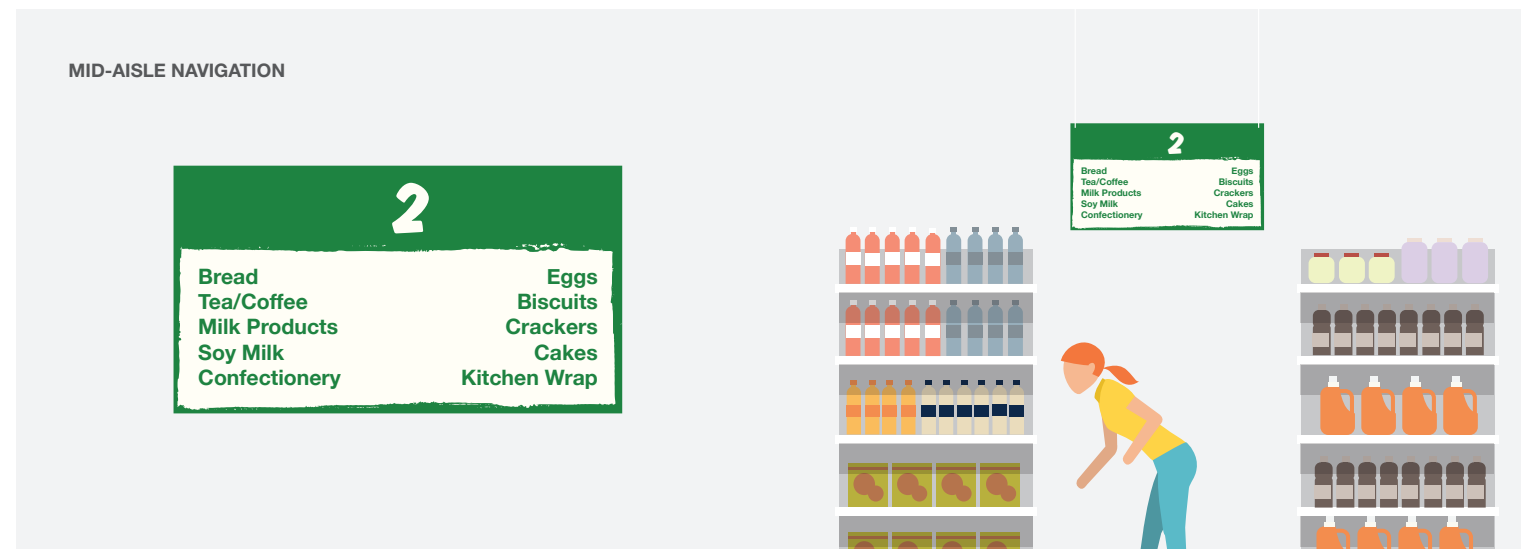 MID-AISLE NAVIGATION
2
Bread Eggs
Tea/Coffee Biscuits
Milk Products Crackers
Soy Milk Cakes
Confectionery Kitchen Wrap
2
Bread Eggs
Tea/Coffee Biscuits
Milk Products Crackers
Soy Milk Cakes
Confectionery Kitchen Wrap